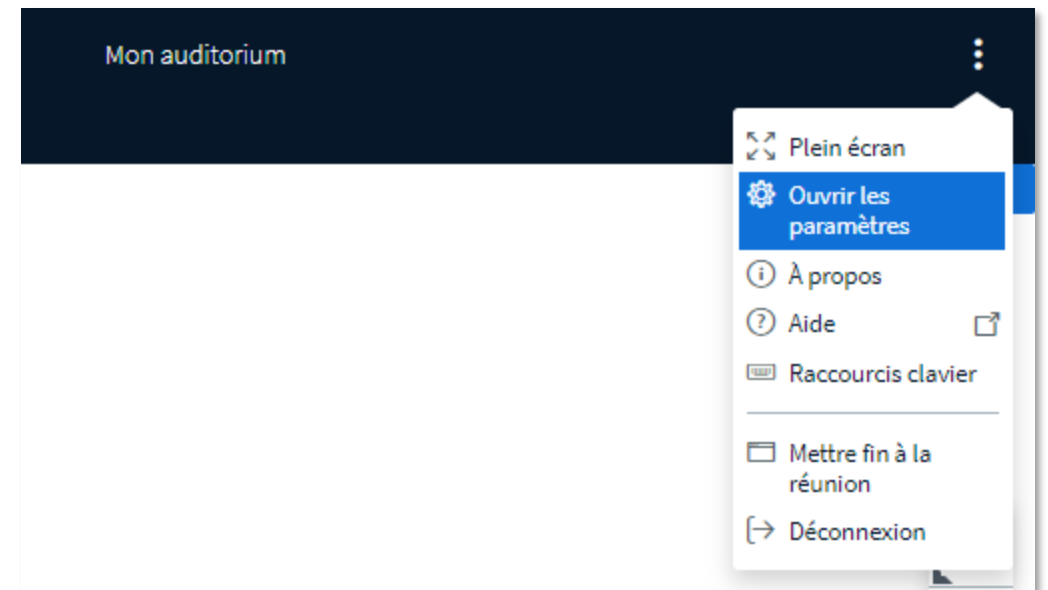 Mon auditorium
Plein écran
Ouvrir les
paramètres
À propos
Aide
Raccourcis clavier
Mettre fin à la
réunion
Déconnexion